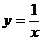 y = 1/x